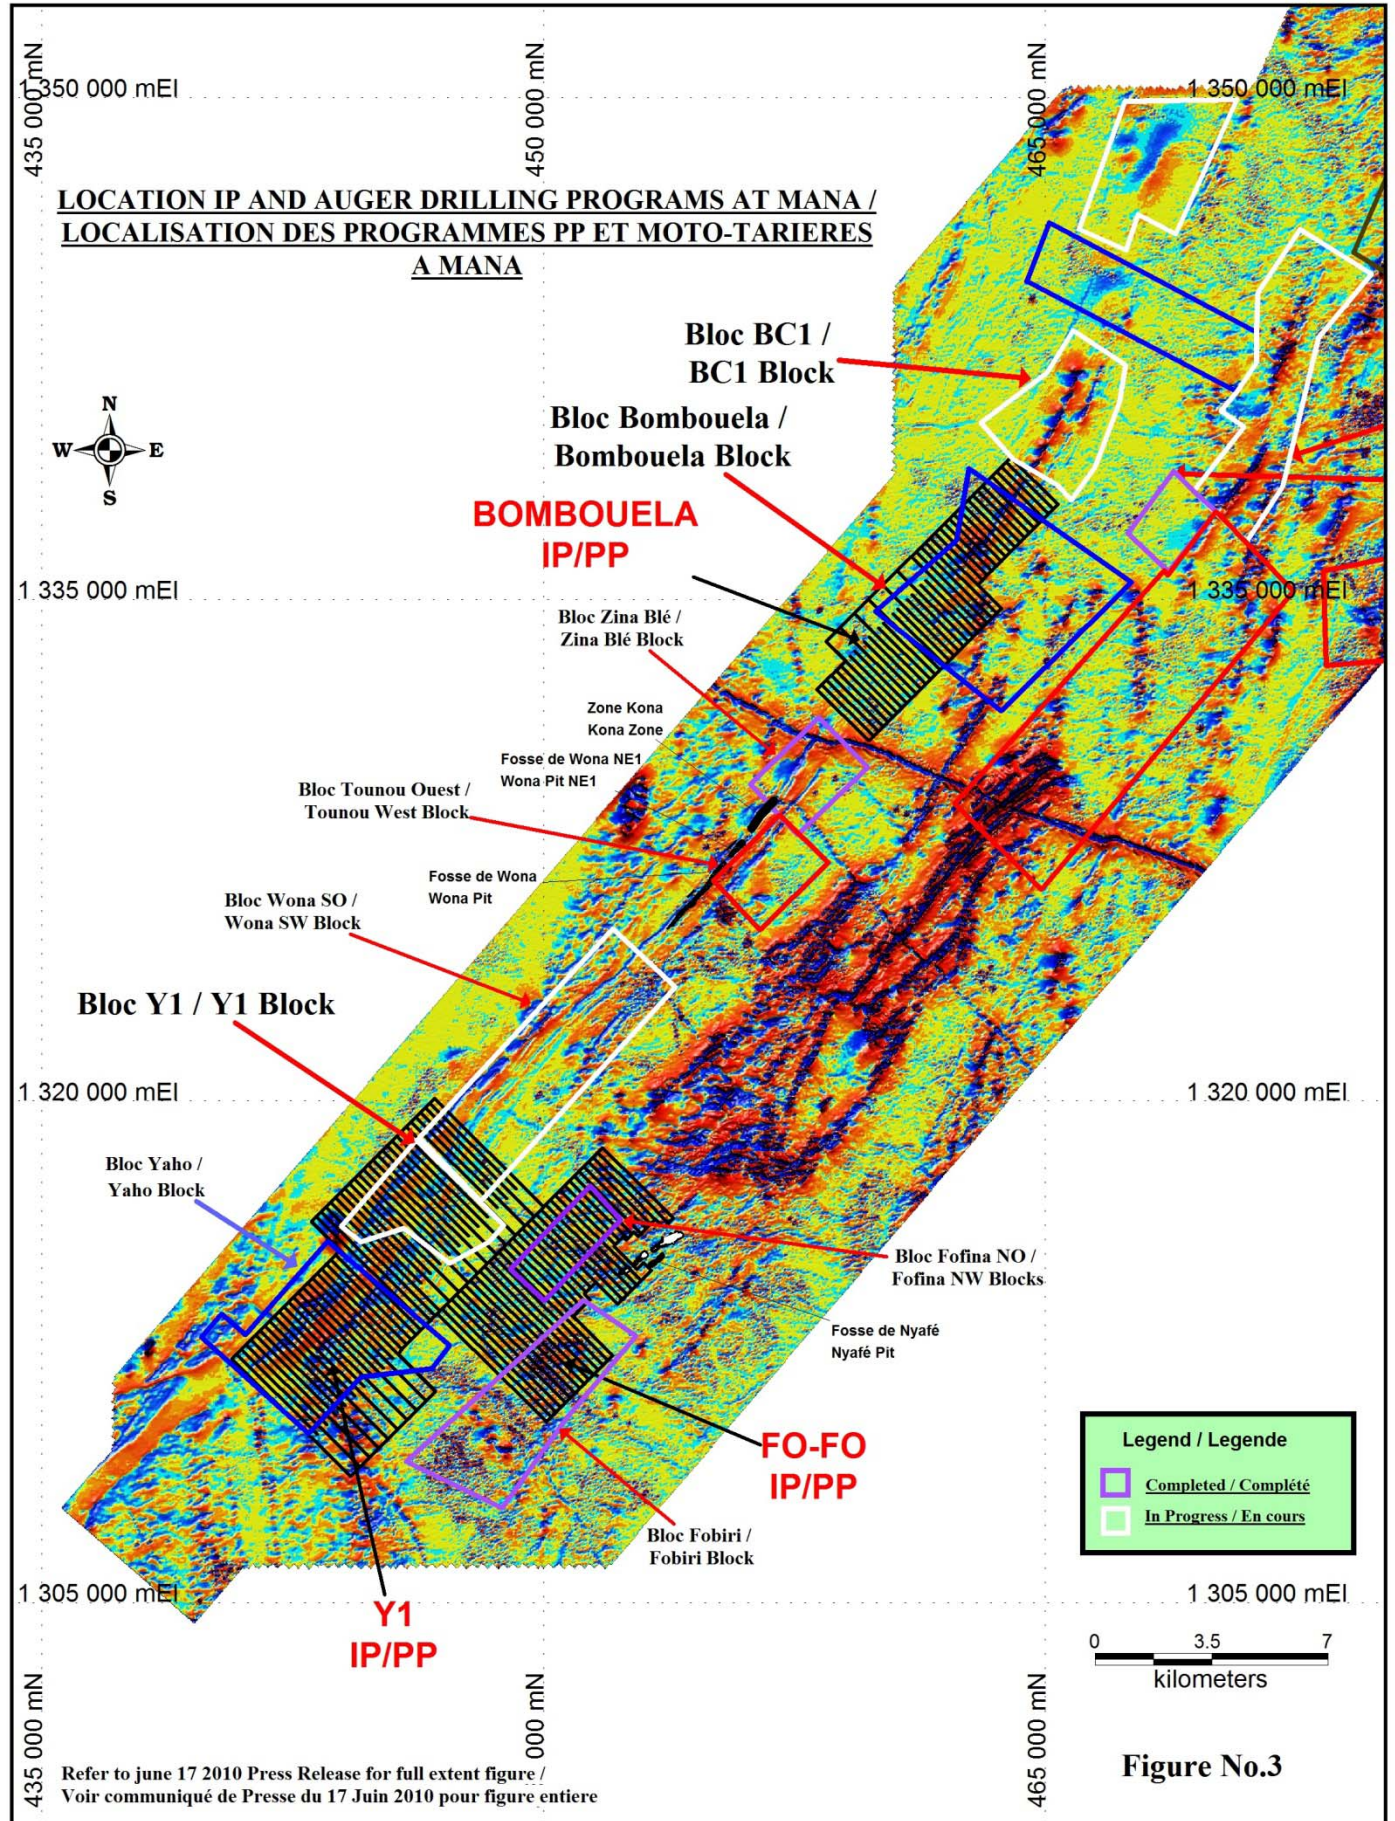 435 000 mN
450 000 mN
465 000 mN
1 350 000 mEl
1 350 000 mEl
LOCATION IP AND AUGER DRILLING PROGRAMS AT MANA /
LOCALISATION DES PROGRAMMES PP ET MOTO-TARIERES
A MANA
Bloc BC1 /
BC1 Block
N
W E
S
Bloc Bombouela /
Bombouela Block
BOMBOUELA
IP/PP
1 335 000 mEl
1 335 000 mEl
Bloc Zina Blé /
Zina Blé Block
Zone Kona
Kona Zone
Fosse de Wona NE1
Wona Pit NE1
Bloc Tounou Ouest /
Tounou West Block
Fosse de Wona
Wona Pit
Bloc Wona SO /
Wona SW Block
Bloc Y1 / Y1 Block
1 320 000 mEl
1 320 000 mEl
Bloc Yaho /
Yaho Block
Bloc Fofina NO /
Fofina NW Blocks
Fosse de Nyafé
Nyafé Pit
FO-FO
IP/PP
Legend / Legende
Completed / Complété
In Progress / En cours
Bloc Fobiri /
Fobiri Block
1 305 000 mEl
1 305 000 mEl
Y1
IP/PP
0 3.5 7
kilometers
435 000 mN
000 mN
465 000 mN
Figure No.3
Refer to june 17 2010 Press Release for full extent figure /
Voir communiqué de Presse du 17 Juin 2010 pour figure entiere